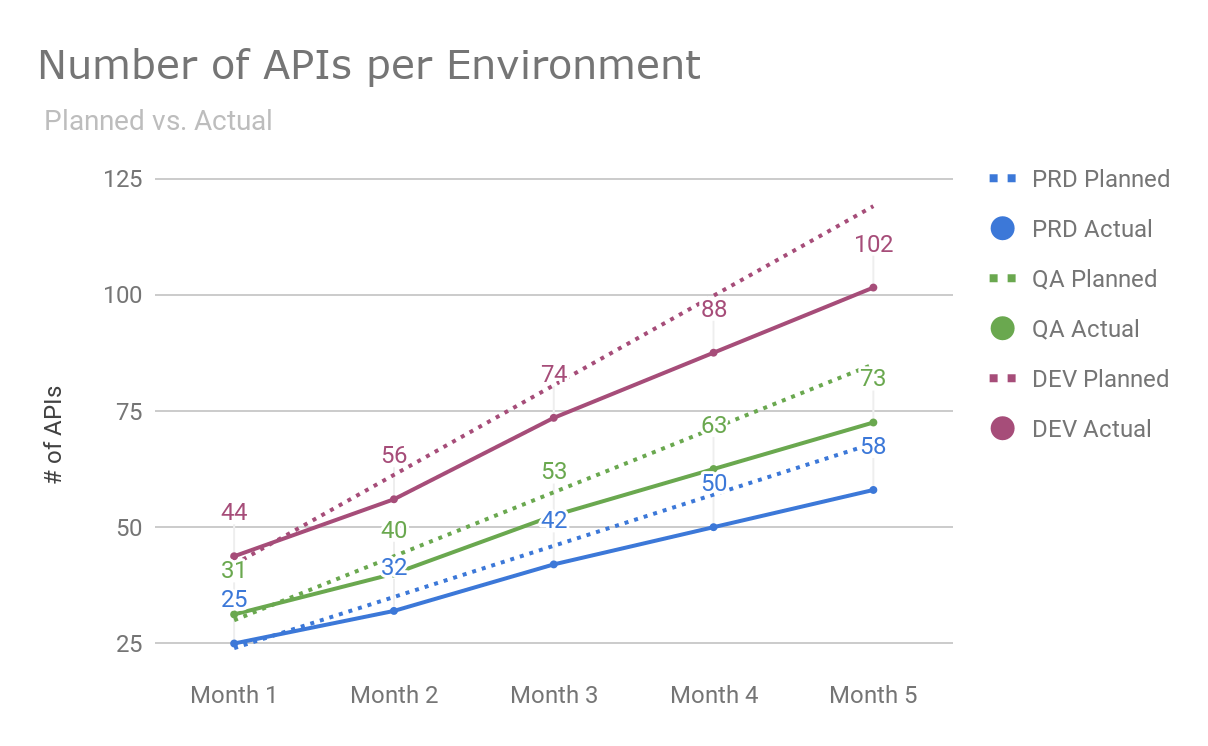 Number of APIs per Environment
Planned vs. Actual
125
100
75
50
25
# of APIs
44
56
74
88
102
31
40
53
63
73
25
32
42
50
58
Month 1
Month 2
Month 3
Month 4
Month 5
PRD Planned
PRD Actual
QA Planned
QA Actual
DEV Planned
DEV Actual